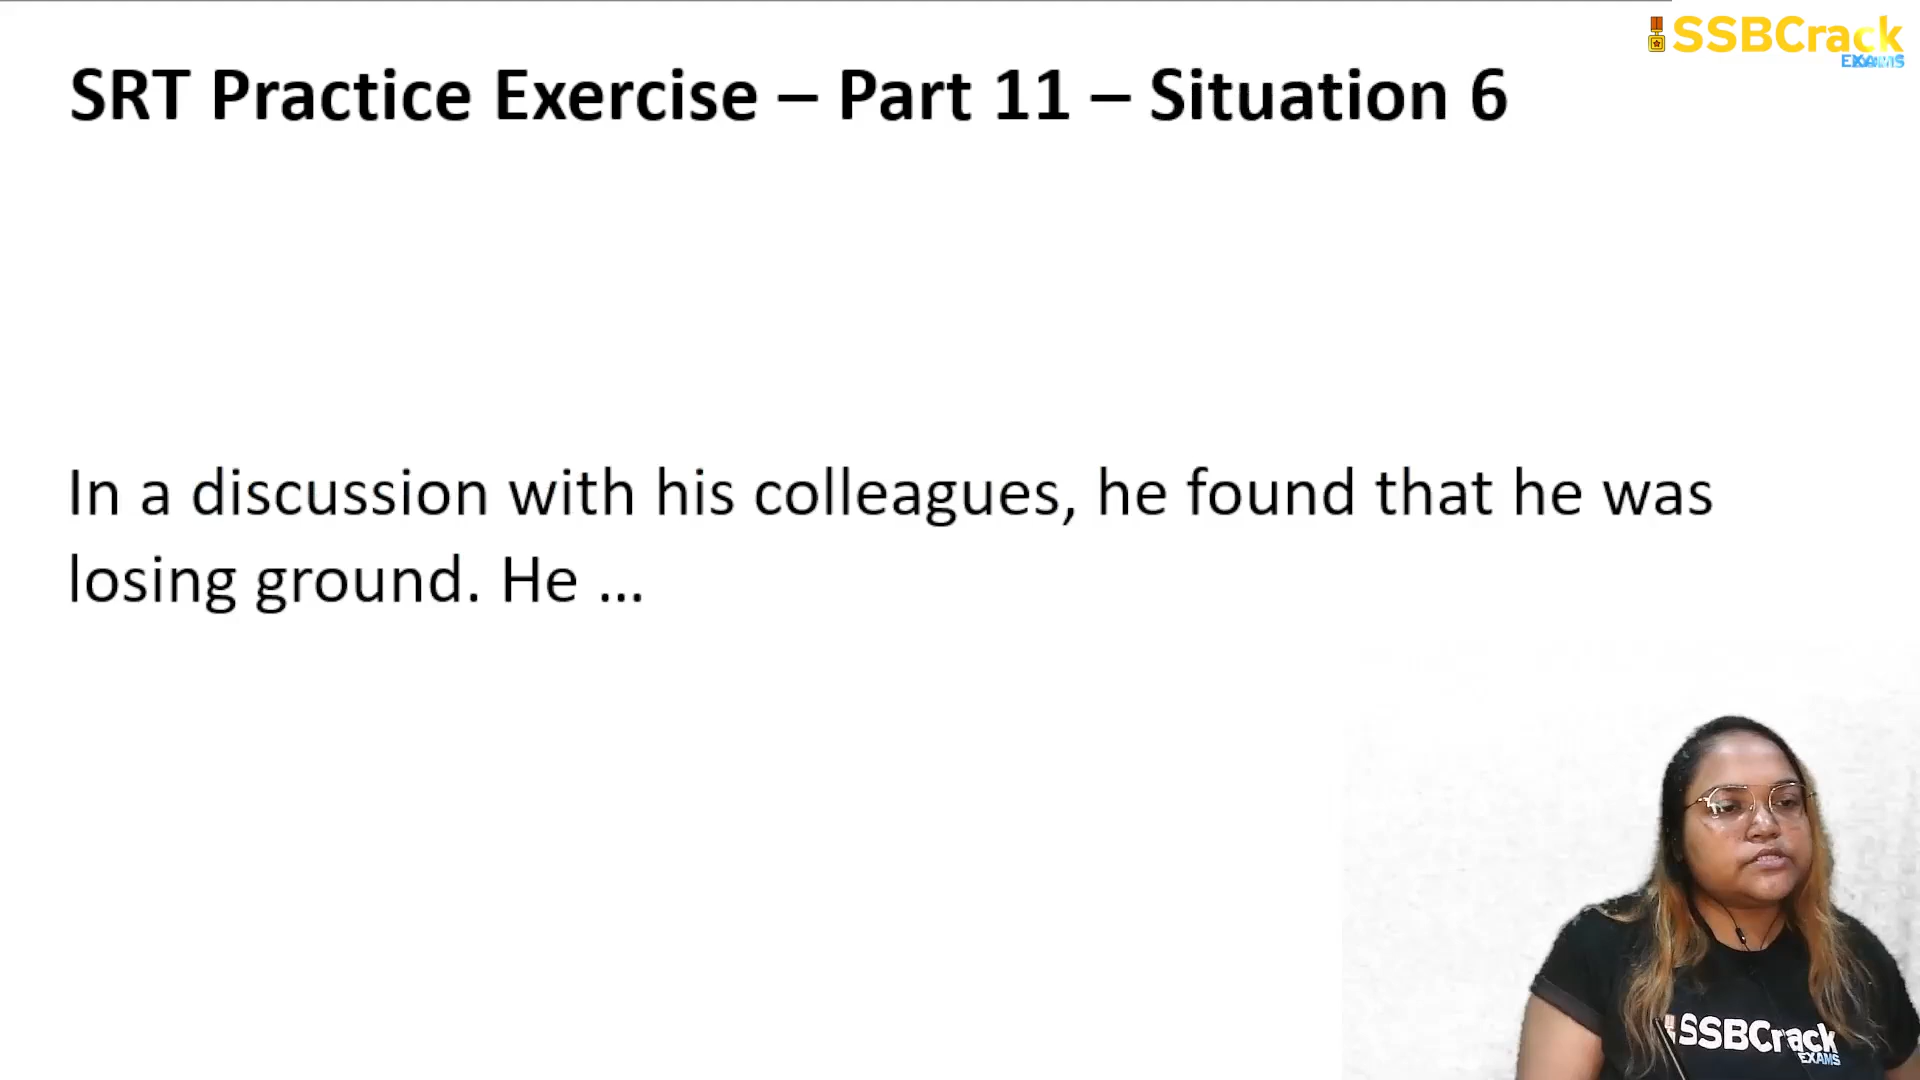 SSBCrack
EXAMS
SRT Practice Exercise – Part 11 – Situation 6
In a discussion with his colleagues, he found that he was
losing ground. He ...
SSBCrack
EXAMS